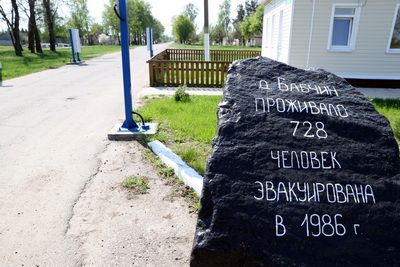 д. БАБЧИН
ПРОЖИВАЛО
728
ЧЕЛОВЕК
ЭВАКУИРОВАНА
В 1986 г.